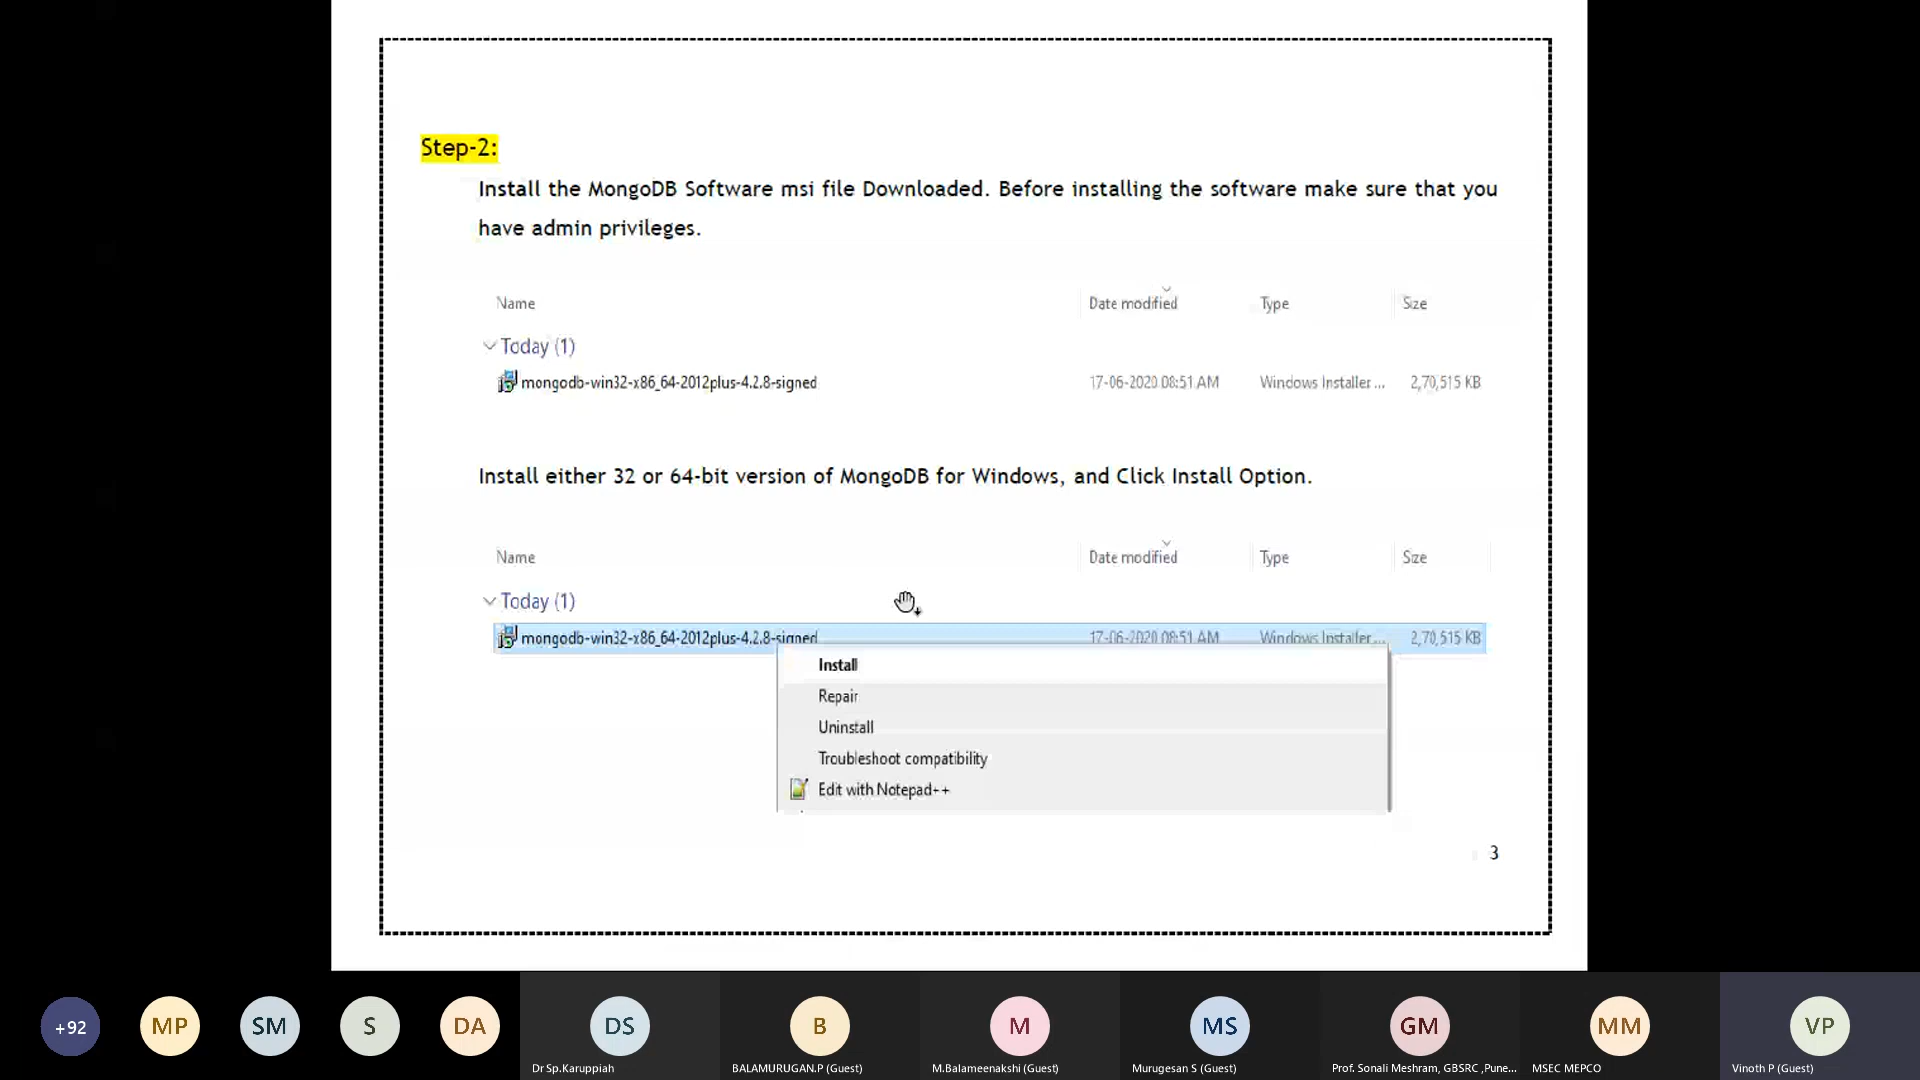 Step-2:
Install the MongoDB Software msi file Downloaded. Before installing the software make sure that you
have admin privileges.
Name Date modified Type Size
Today (1)
mongodb-win32-x86_64-2012plus-4.2.8-signed 17-06-2020 08:51 AM Windows Installer ... 2,70,515 KB
Install either 32 or 64-bit version of MongoDB for Windows, and Click Install Option.
Name Date modified Type Size
Today (1)
mongodb-win32-x86_64-2012plus-4.2.8-signed 17-06-2020 08:51 AM Windows Installer ... 2,70,515 KB
Install
Repair
Uninstall
Troubleshoot compatibility
Edit with Notepad++
3
+92 MP SM S DA DS B M MS GM MM VP
Dr Sp.Karuppiah BALAMURUGAN.P (Guest) M.Balameenakshi (Guest) Murugesan S (Guest) Prof. Sonali Meshram, GBSRC ,Pune... MSEC MEPCO Vinoth P (Guest)